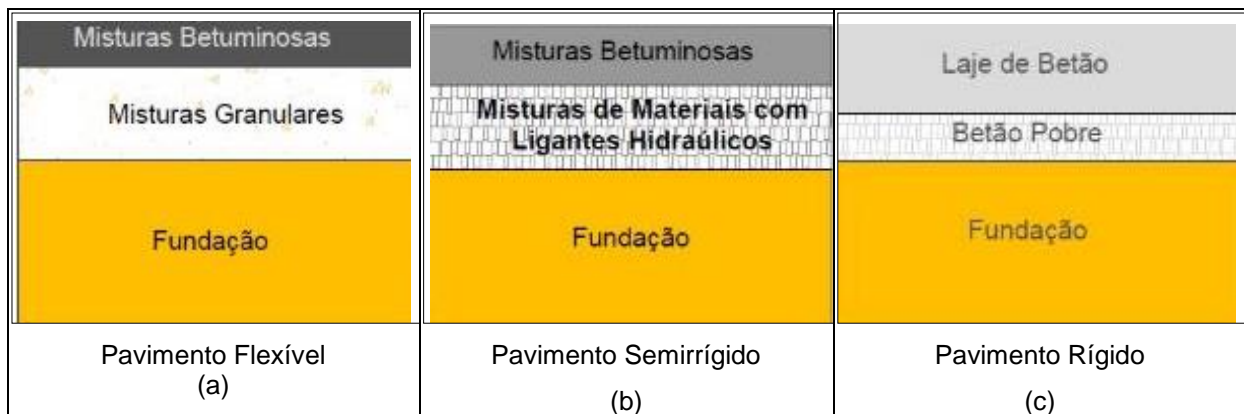 Misturas Betuminosas
Misturas Granulares
Fundação
Pavimento Flexível
(a)
Misturas Betuminosas
Misturas de Materiais com
Ligantes Hidraúlicos
Fundação
Pavimento Semirrígido
(b)
Laje de Betão
Betão Pobre
Fundação
Pavimento Rígido
(c)